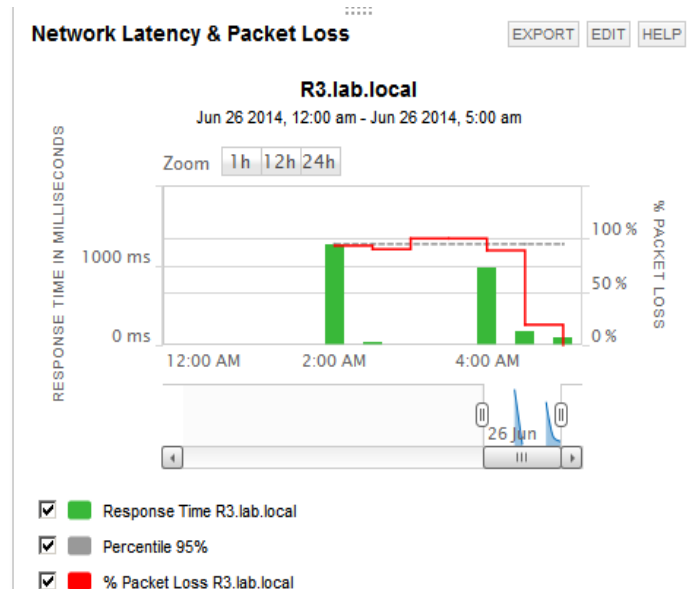 Network Latency & Packet Loss
EXPORT EDIT HELP
R3.lab.local
Jun 26 2014, 12:00 am - Jun 26 2014, 5:00 am
Zoom 1h 12h 24h
RESPONSE TIME IN MILLISECONDS
1000 ms
0 ms
% PACKET LOSS
100 %
50 %
0 %
12:00 AM 2:00 AM 4:00 AM
26 Jun
Response Time R3.lab.local
Percentile 95%
% Packet Loss R3.lab.local